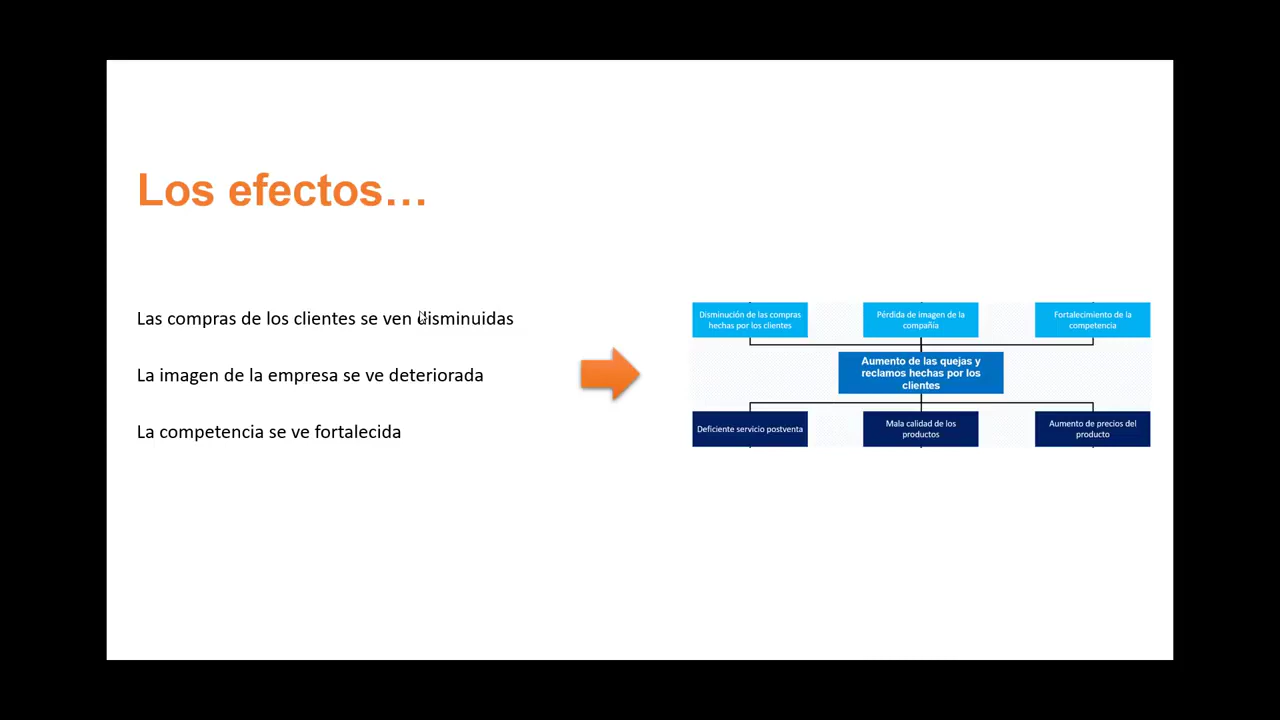 Los efectos...
Las compras de los clientes se ven disminuidas
La imagen de la empresa se ve deteriorada
La competencia se ve fortalecida
Disminución de las compras
hechas por los clientes
Pérdida de imagen de la
compañía
Fortalecimiento de la
competencia
Aumento de las quejas y
reclamos hechas por los
clientes
Deficiente servicio postventa
Mala calidad de los
productos
Aumento de precios del
producto